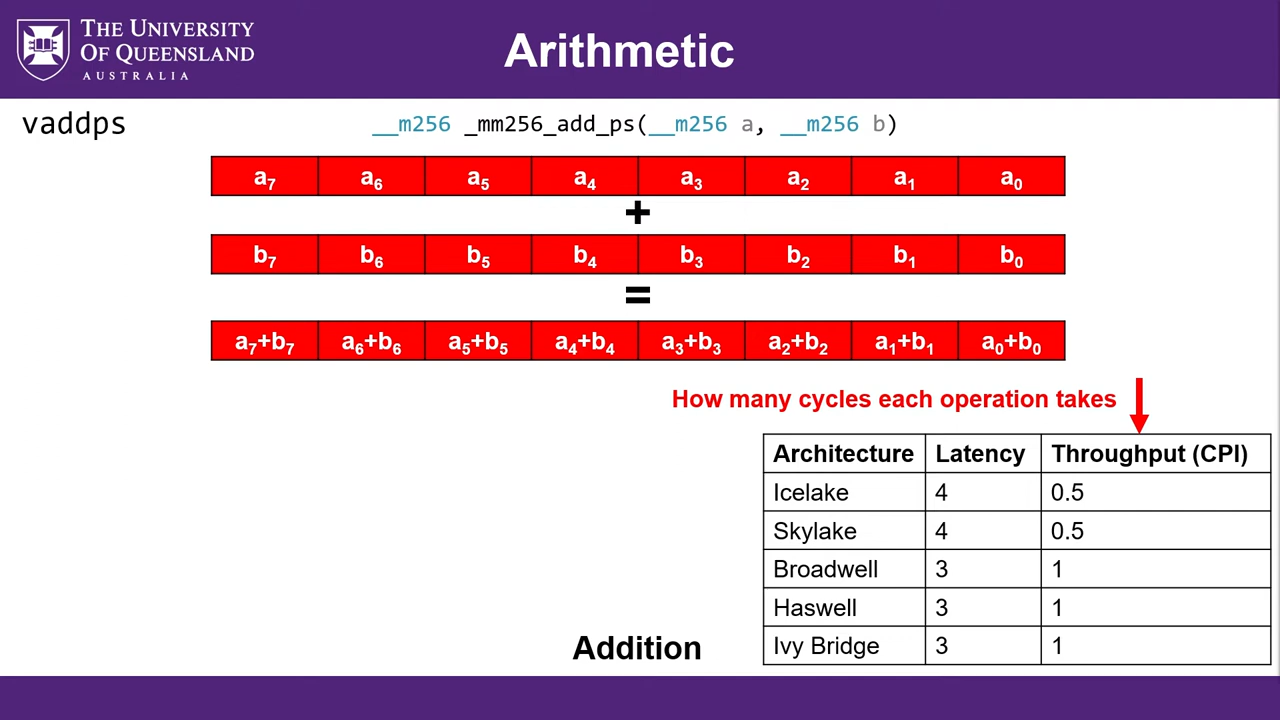 THE UNIVERSITY
OF QUEENSLAND
AUSTRALIA
Arithmetic
vaddps
__m256 _mm256_add_ps(__m256 a, __m256 b)
a₇ a₆ a₅ a₄ a₃ a₂ a₁ a₀
+
b₇ b₆ b₅ b₄ b₃ b₂ b₁ b₀
=
a₇+b₇ a₆+b₆ a₅+b₅ a₄+b₄ a₃+b₃ a₂+b₂ a₁+b₁ a₀+b₀
How many cycles each operation takes
Architecture Latency Throughput (CPI)
Icelake 4 0.5
Skylake 4 0.5
Broadwell 3 1
Haswell 3 1
Ivy Bridge 3 1
Addition